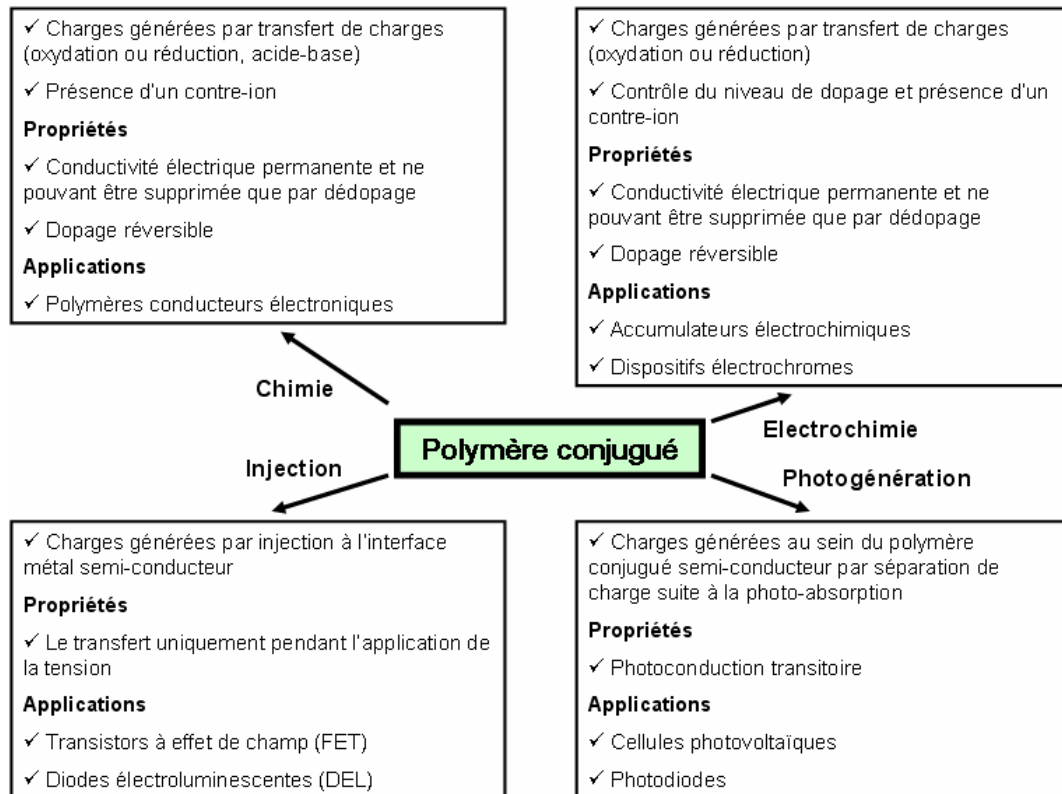 ✓ Charges générées par transfert de charges
(oxydation ou réduction, acide-base)
✓ Présence d'un contre-ion
Propriétés
✓ Conductivité électrique permanente et ne
pouvant être supprimée que par dédopage
✓ Dopage réversible
Applications
✓ Polymères conducteurs électroniques
✓ Charges générées par transfert de charges
(oxydation ou réduction)
✓ Contrôle du niveau de dopage et présence d'un
contre-ion
Propriétés
✓ Conductivité électrique permanente et ne
pouvant être supprimée que par dédopage
✓ Dopage réversible
Applications
✓ Accumulateurs électrochimiques
✓ Dispositifs électrochromes
Chimie
Electrochimie
Polymère conjugué
Injection
Photogénération
✓ Charges générées par injection à l'interface
métal semi-conducteur
Propriétés
✓ Le transfert uniquement pendant l'application de
la tension
Applications
✓ Transistors à effet de champ (FET)
✓ Diodes électroluminescentes (DEL)
✓ Charges générées au sein du polymère
conjugué semi-conducteur par séparation de
charge suite à la photo-absorption
Propriétés
✓ Photoconduction transitoire
Applications
✓ Cellules photovoltaïques
✓ Photodiodes